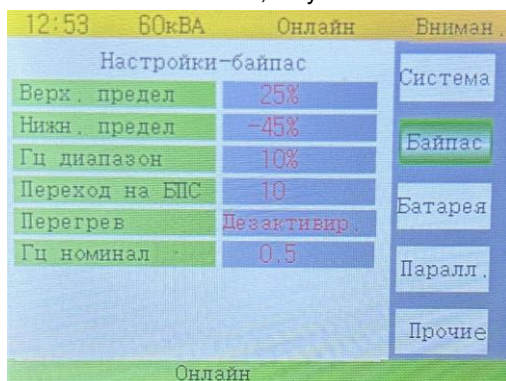 12:53 60кВА Онлайн Вниман.
Настройки-байпас
Верх. предел 25%
Нижн. предел -45%
Гц диапазон 10%
Переход на БПС 10
Перегрев Дезактивир.
Гц номинал 0.5
Система
Байпас
Батарея
Паралл.
Прочие
Онлайн